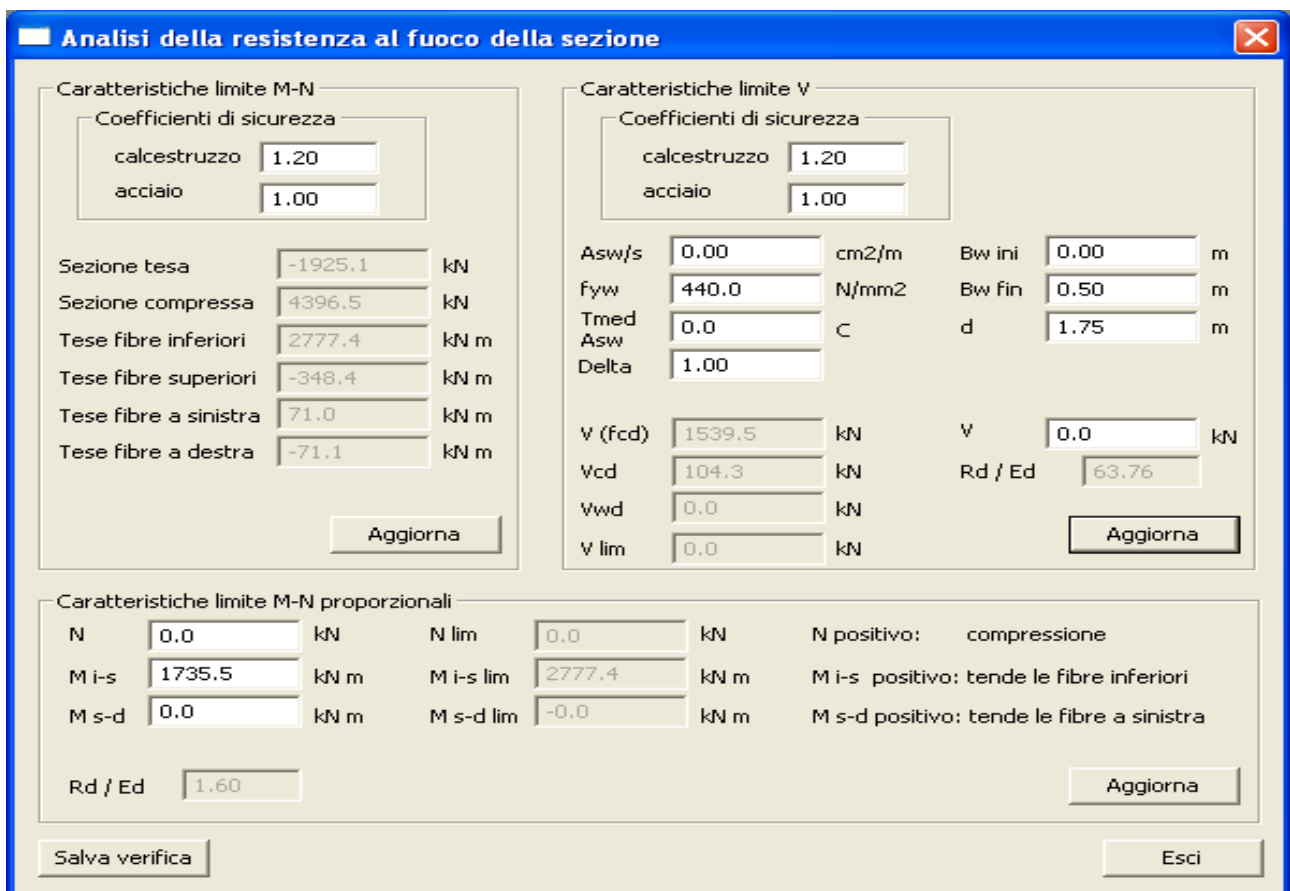 Analisi della resistenza al fuoco della sezione
Caratteristiche limite M-N
Coefficienti di sicurezza
calcestruzzo 1.20
acciaio 1.00
Sezione tesa -1925.1 kN
Sezione compressa 4396.5 kN
Tese fibre inferiori 2777.4 kN m
Tese fibre superiori -348.4 kN m
Tese fibre a sinistra 71.0 kN m
Tese fibre a destra -71.1 kN m
Aggiorna
Caratteristiche limite V
Coefficienti di sicurezza
calcestruzzo 1.20
acciaio 1.00
Asw/s 0.00 cm2/m Bw ini 0.00 m
fyw 440.0 N/mm2 Bw fin 0.50 m
Tmed
Asw 0.0 C d 1.75 m
Delta 1.00
V (fcd) 1539.5 kN V 0.0 kN
Vcd 104.3 kN Rd / Ed 63.76
Vwd 0.0 kN
V lim 0.0 kN Aggiorna
Caratteristiche limite M-N proporzionali
N 0.0 kN N lim 0.0 kN N positivo: compressione
M i-s 1735.5 kN m M i-s lim 2777.4 kN m M i-s positivo: tende le fibre inferiori
M s-d 0.0 kN m M s-d lim -0.0 kN m M s-d positivo: tende le fibre a sinistra
Rd / Ed 1.60 Aggiorna
Salva verifica Esci